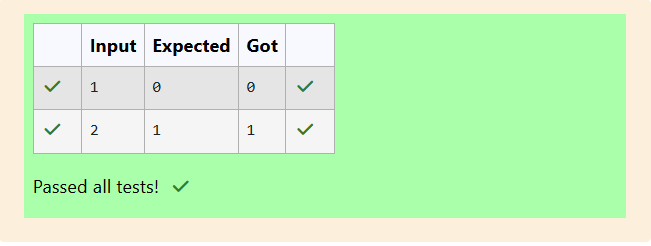 Input Expected Got
1 0 0
2 1 1
Passed all tests!